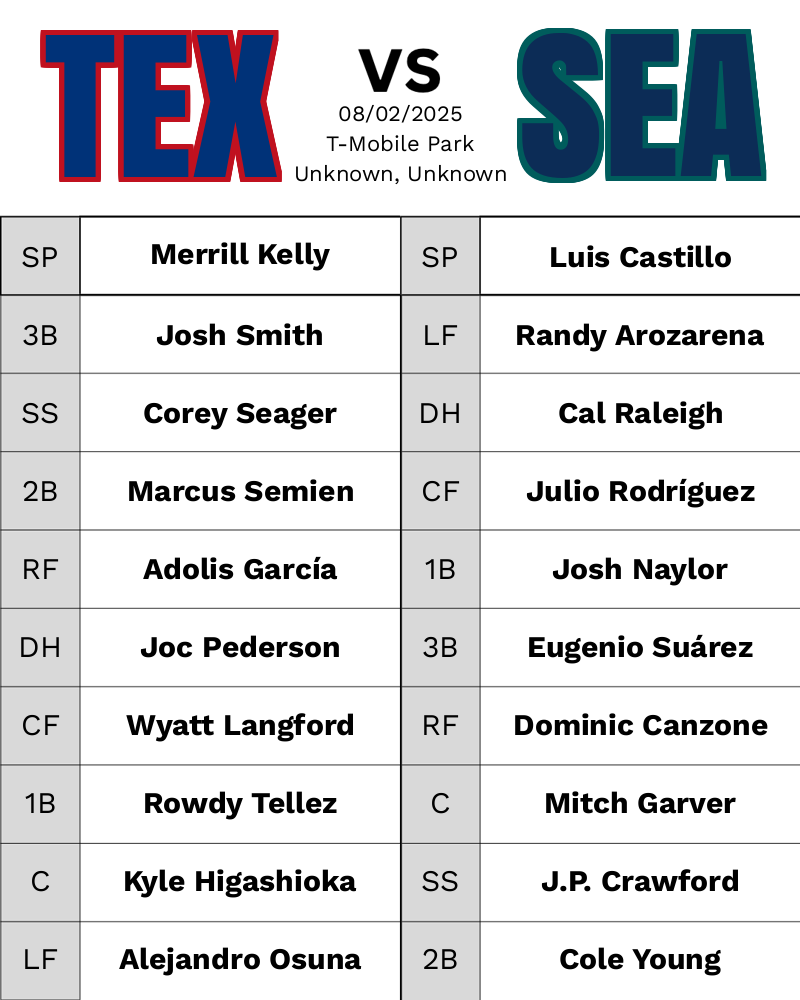 TEX
VS
08/02/2025
T-Mobile Park
Unknown, Unknown
SEA
SP Merrill Kelly SP Luis Castillo
3B Josh Smith LF Randy Arozarena
SS Corey Seager DH Cal Raleigh
2B Marcus Semien CF Julio Rodríguez
RF Adolis García 1B Josh Naylor
DH Joc Pederson 3B Eugenio Suárez
CF Wyatt Langford RF Dominic Canzone
1B Rowdy Tellez C Mitch Garver
C Kyle Higashioka SS J.P. Crawford
LF Alejandro Osuna 2B Cole Young